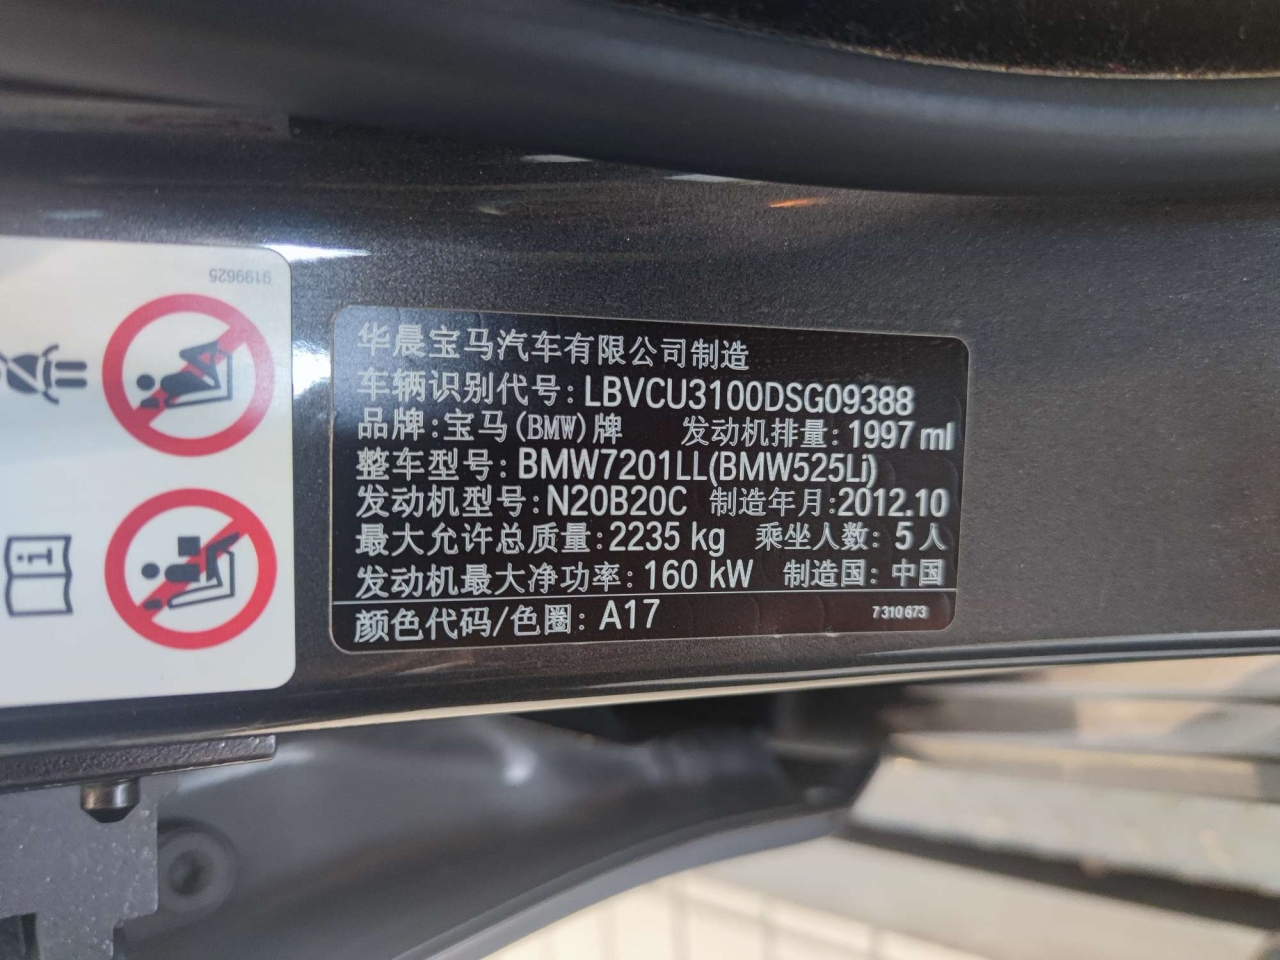 9199625
华晨宝马汽车有限公司制造
车辆识别代号: LBVCU3100DSG09388
品牌:宝马(BMW)牌 发动机排量: 1997 ml
整车型号: BMW7201LL(BMW525Li)
发动机型号: N20B20C 制造年月:2012.10
最大允许总质量:2235 kg 乘坐人数: 5 人
发动机最大净功率: 160 kW 制造国: 中国
颜色代码/色圈: A17 7 310 673